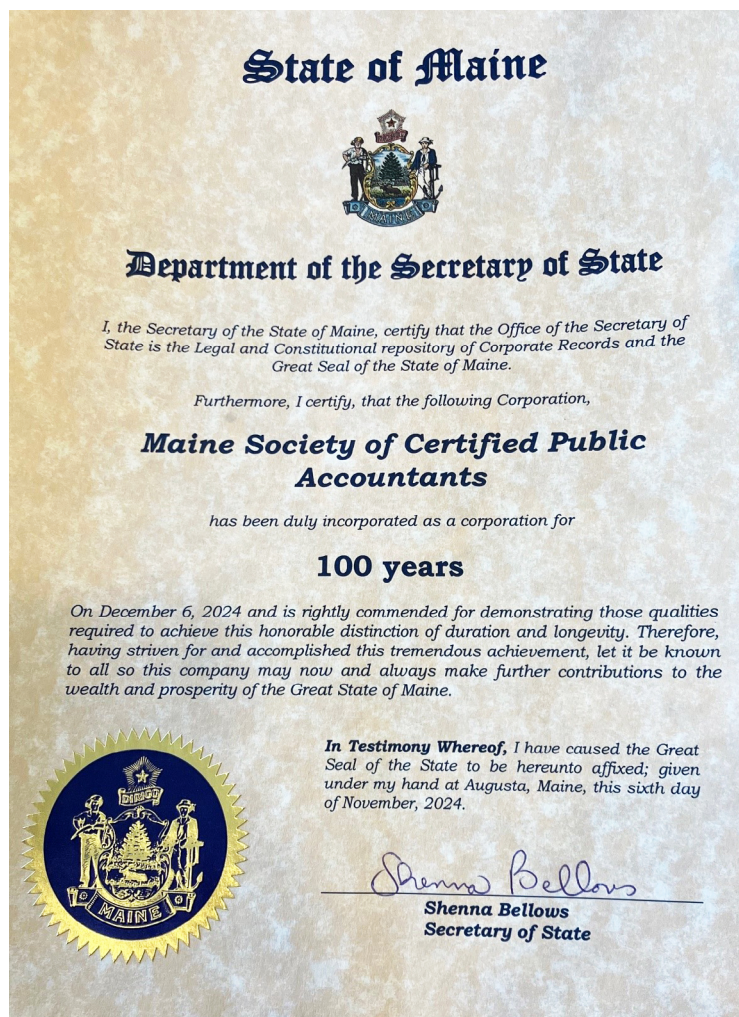 State of Maine
DIRIGO
MAINE
Department of the Secretary of State
I, the Secretary of the State of Maine, certify that the Office of the Secretary of
State is the Legal and Constitutional repository of Corporate Records and the
Great Seal of the State of Maine.
Furthermore, I certify, that the following Corporation,
Maine Society of Certified Public
Accountants
has been duly incorporated as a corporation for
100 years
On December 6, 2024 and is rightly commended for demonstrating those qualities
required to achieve this honorable distinction of duration and longevity. Therefore,
having striven for and accomplished this tremendous achievement, let it be known
to all so this company may now and always make further contributions to the
wealth and prosperity of the Great State of Maine.
In Testimony Whereof, I have caused the Great
Seal of the State to be hereunto affixed; given
under my hand at Augusta, Maine, this sixth day
of November, 2024.
DIRIGO
MAINE
Shenna Bellows
Shenna Bellows
Secretary of State